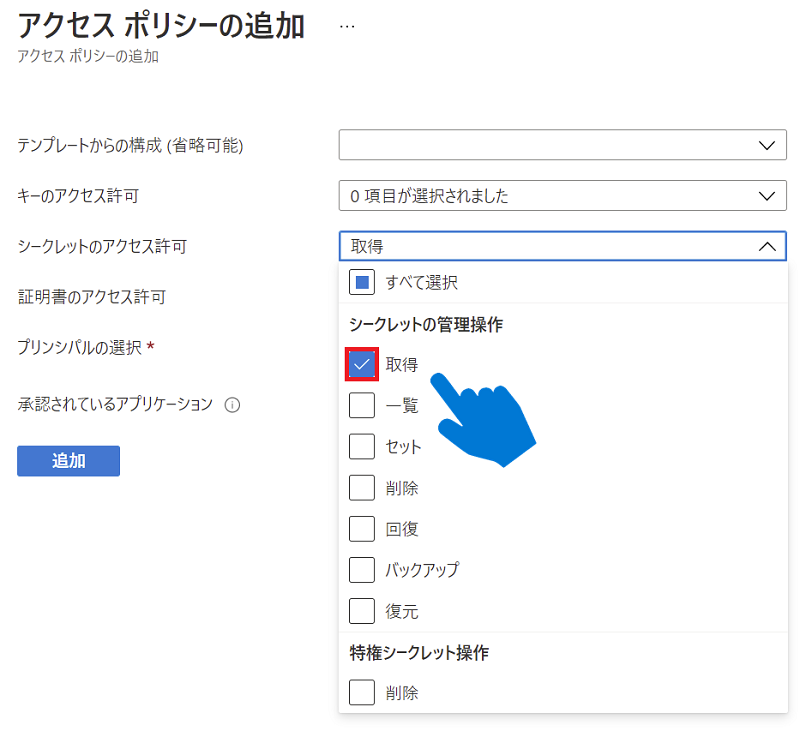 アクセス ポリシーの追加 …
アクセス ポリシーの追加
テンプレートからの構成 (省略可能)
キーのアクセス許可 0 項目が選択されました
シークレットのアクセス許可 取得
すべて選択
証明書のアクセス許可
シークレットの管理操作
プリンシパルの選択 *
取得
承認されているアプリケーション
一覧
セット
追加
削除
回復
バックアップ
復元
特権シークレット操作
削除